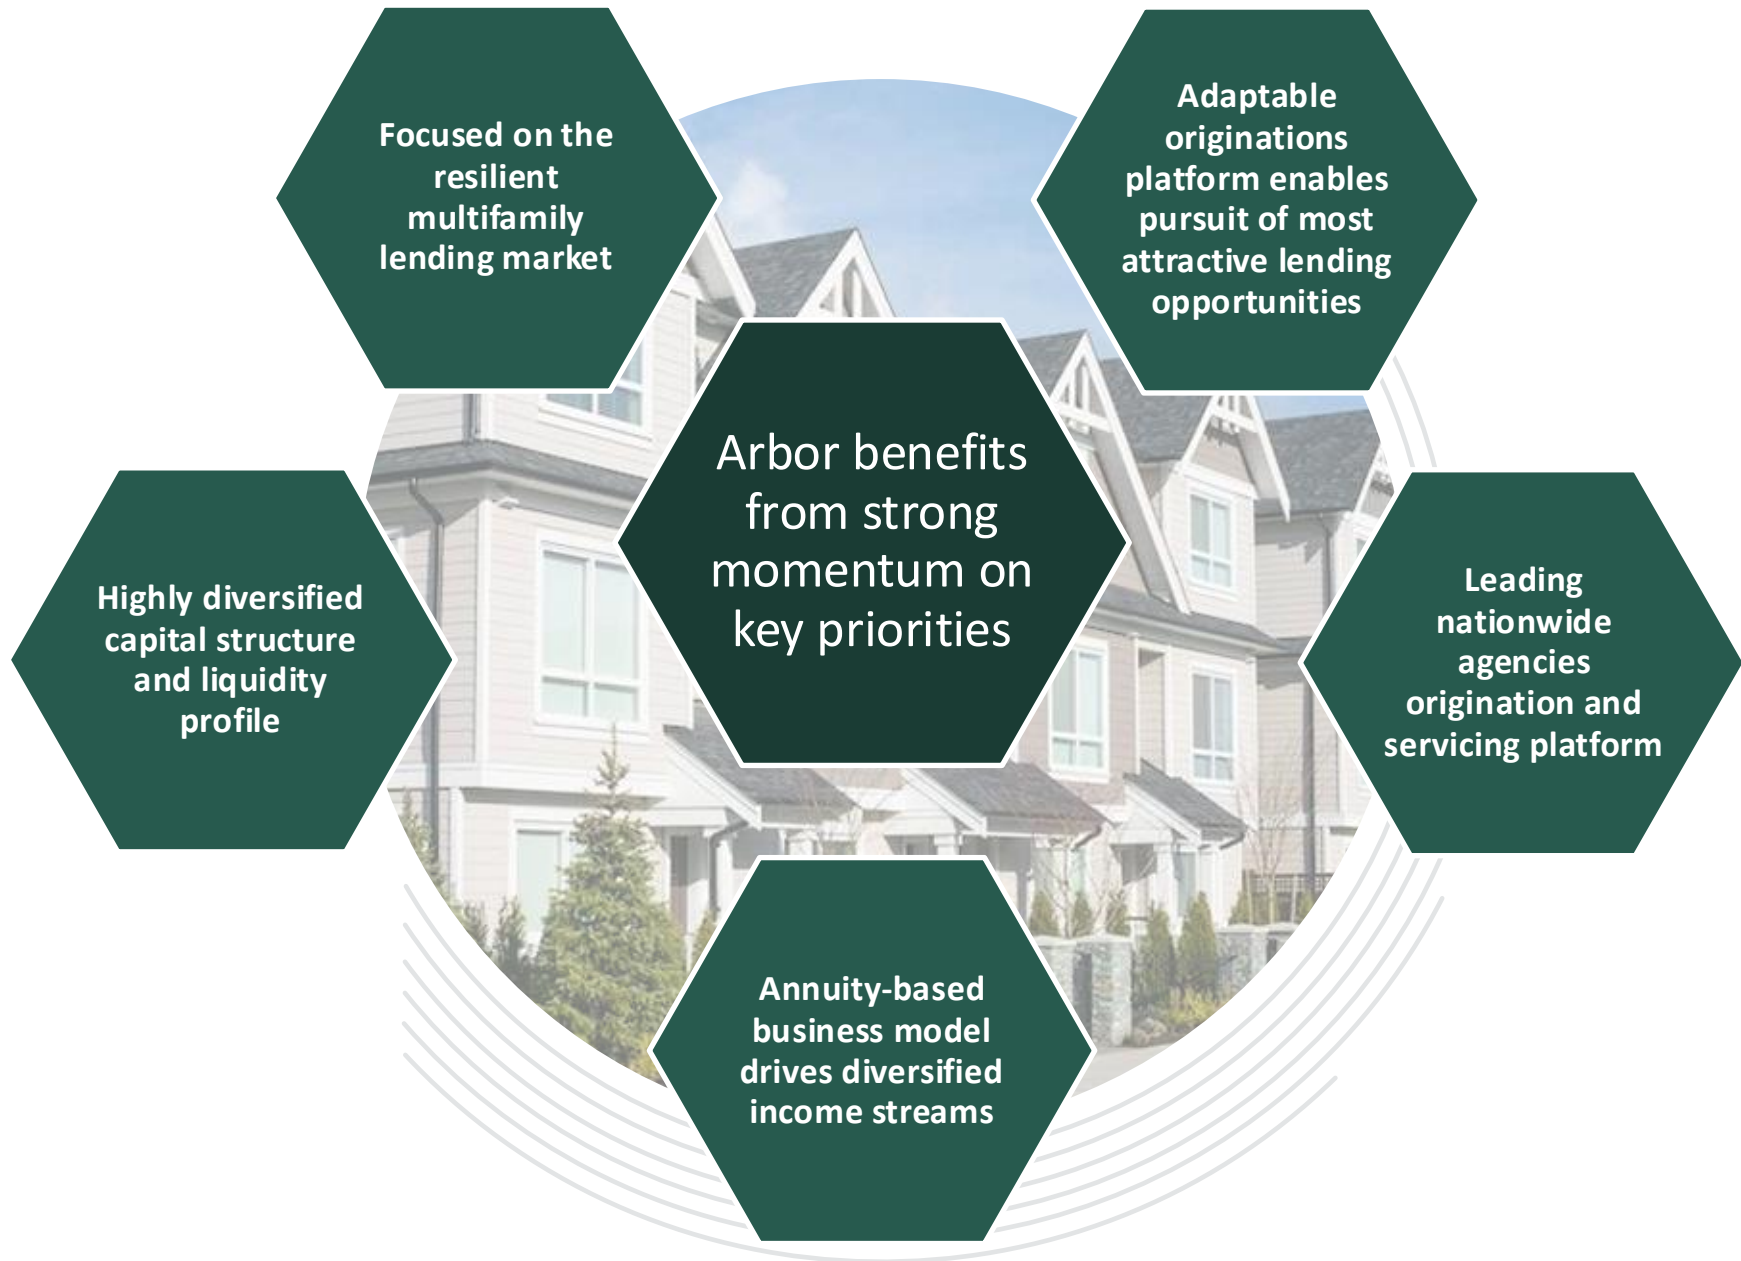 Focused on the
resilient
multifamily
lending market
Adaptable
originations
platform enables
pursuit of most
attractive lending
opportunities
Arbor benefits
from strong
momentum on
key priorities
Highly diversified
capital structure
and liquidity
profile
Leading
nationwide
agencies
origination and
servicing platform
Annuity-based
business model
drives diversified
income streams